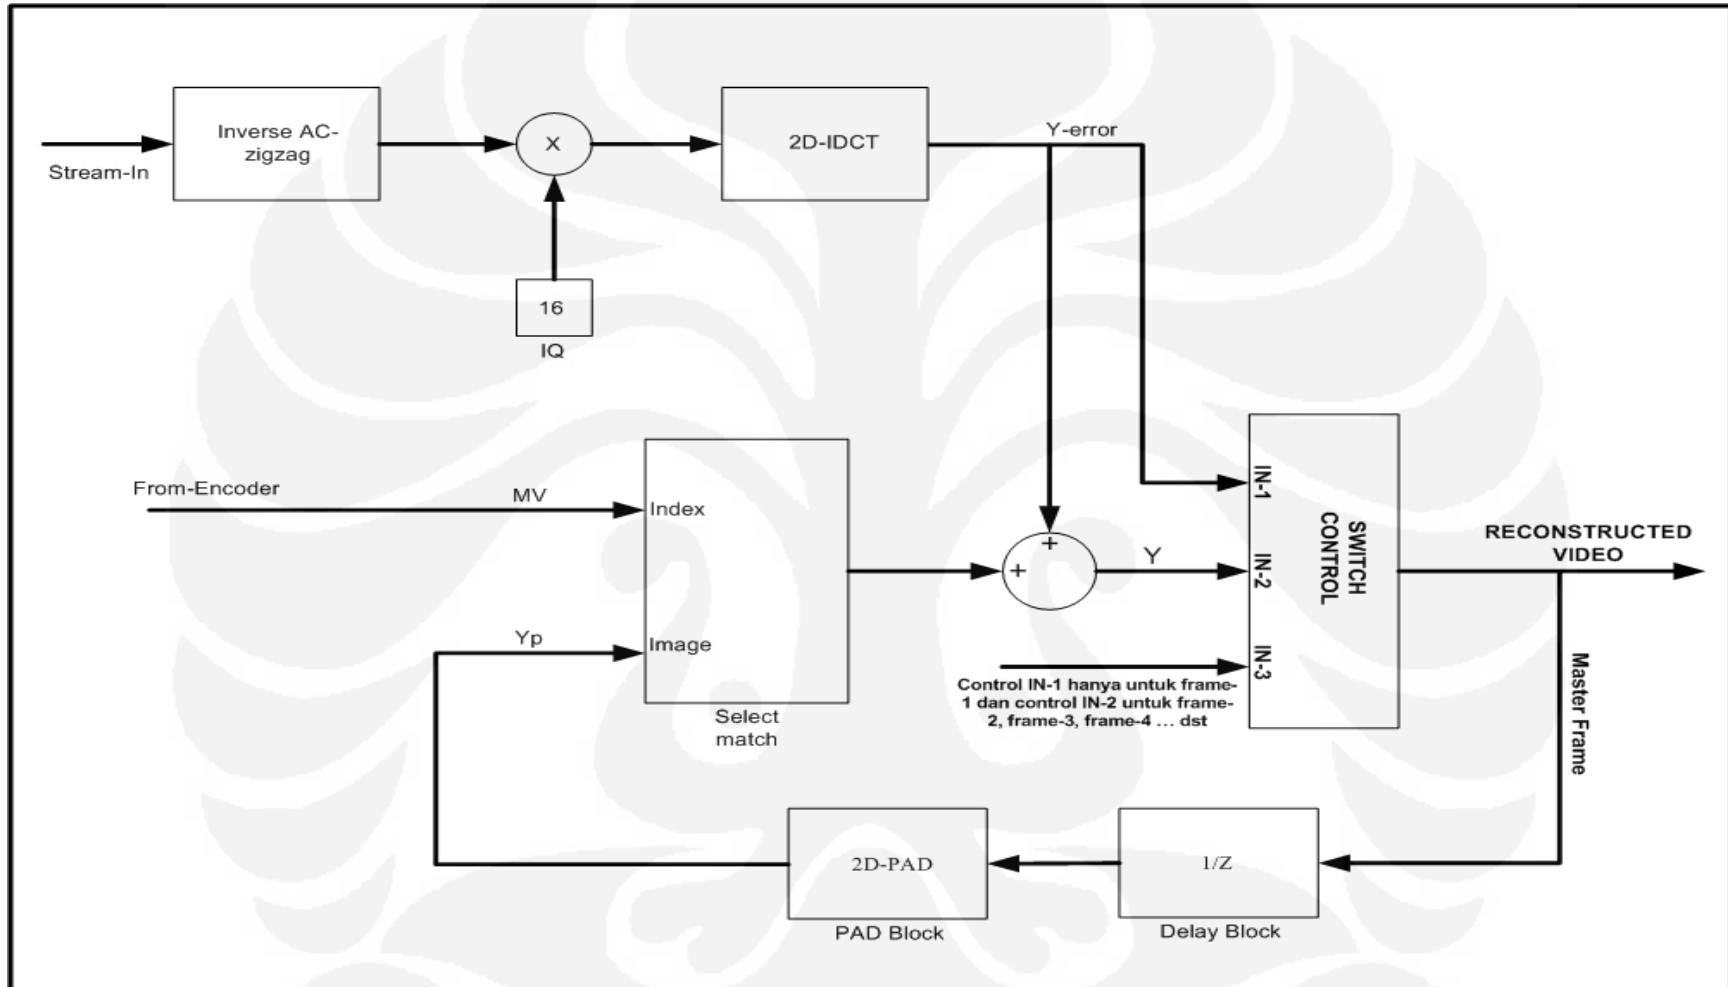 Stream-In
Inverse AC-
zigzag
X
16
IQ
2D-IDCT
Y-error
From-Encoder
MV
Index
Yp
Image
Select
match
+
+
Y
IN-1
IN-2
IN-3
SWITCH
CONTROL
Control IN-1 hanya untuk frame-
1 dan control IN-2 untuk frame-
2, frame-3, frame-4 ... dst
RECONSTRUCTED
VIDEO
Master Frame
2D-PAD
PAD Block
1/Z
Delay Block